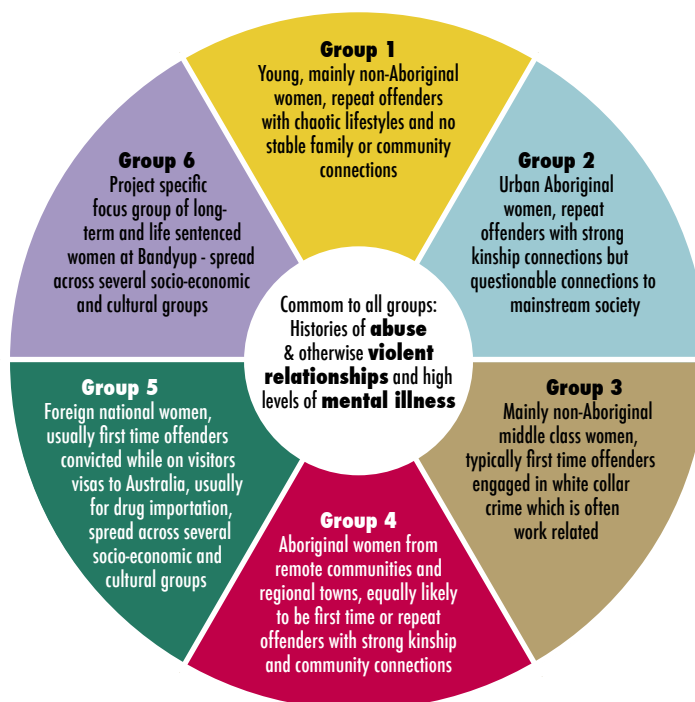 Group 1
Young, mainly non-Aboriginal
women, repeat offenders
with chaotic lifestyles and no
stable family or community
connections
Group 2
Urban Aboriginal
women, repeat
offenders with strong
kinship connections but
questionable connections to
mainstream society
Group 3
Mainly non-Aboriginal
middle class women,
typically first time offenders
engaged in white collar
crime which is often
work related
Group 4
Aboriginal women from
remote communities and
regional towns, equally likely
to be first time or repeat
offenders with strong kinship
and community connections
Group 5
Foreign national women,
usually first time offenders
convicted while on visitors
visas to Australia, usually
for drug importation,
spread across several
socio-economic and
cultural groups
Group 6
Project specific
focus group of long-
term and life sentenced
women at Bandyup - spread
across several socio-economic
and cultural groups
Commom to all groups:
Histories of abuse
& otherwise violent
relationships and high
levels of mental illness